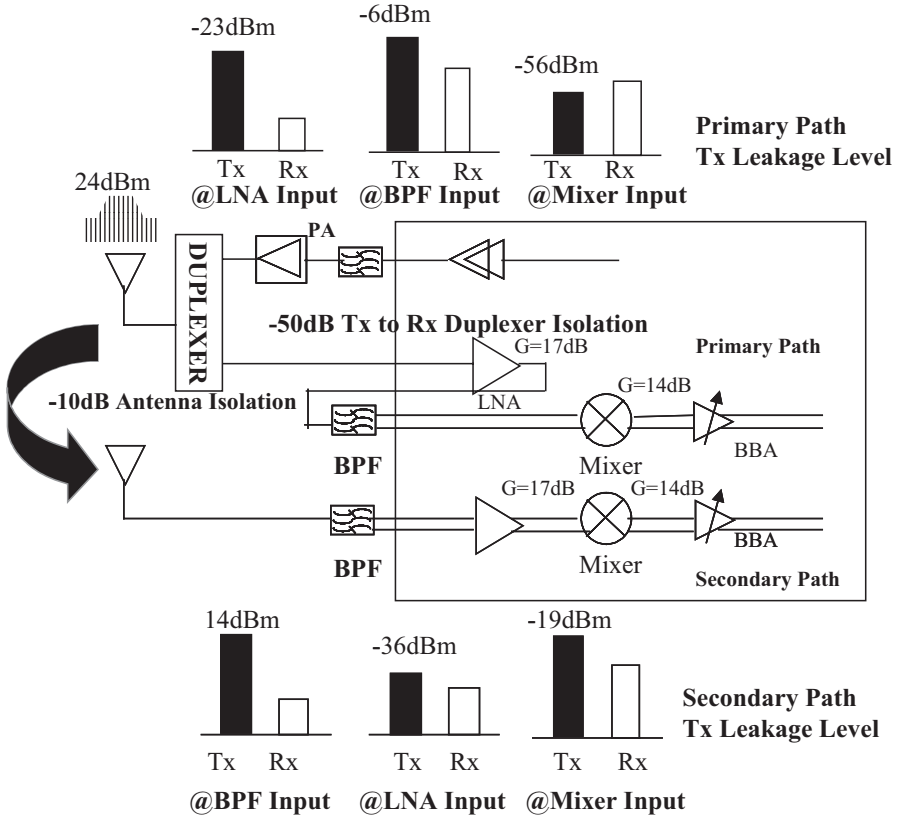 -23dBm
-6dBm
-56dBm
Tx Rx
Tx Rx
Tx Rx
@LNA Input
@BPF Input
@Mixer Input
Primary Path
Tx Leakage Level
24dBm
DUPLEXER
PA
-50dB Tx to Rx Duplexer Isolation
G=17dB
LNA
Primary Path
-10dB Antenna Isolation
BPF
G=14dB
Mixer
BBA
G=17dB
G=14dB
BPF
Mixer
BBA
Secondary Path
14dBm
-36dBm
-19dBm
Tx Rx
Tx Rx
Tx Rx
@BPF Input
@LNA Input
@Mixer Input
Secondary Path
Tx Leakage Level